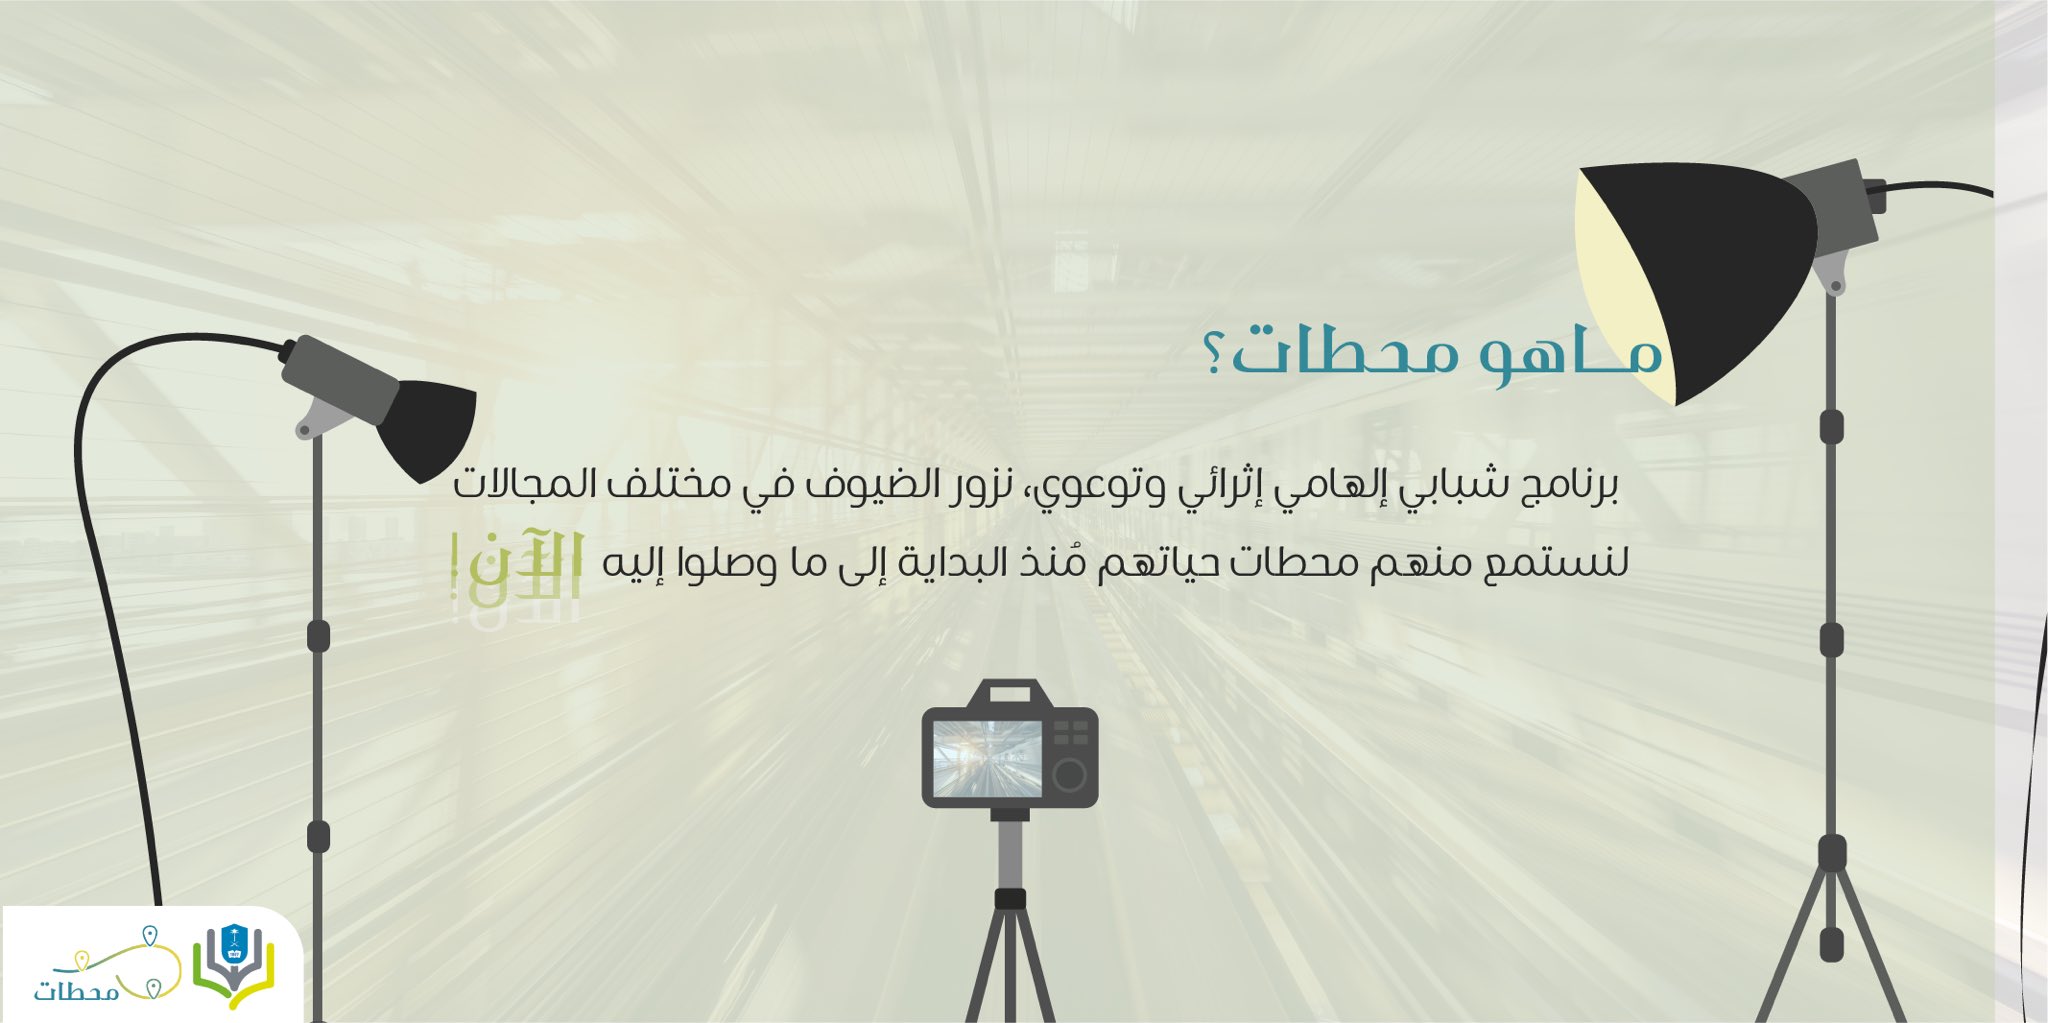 مــاهو محطات؟
برنامج شبابي إلهامي إثرائي وتوعوي، نزور الضيوف في مختلف المجالات
لنستمع منهم محطات حياتهم مُنذ البداية إلى ما وصلوا إليه الآن!
محطات